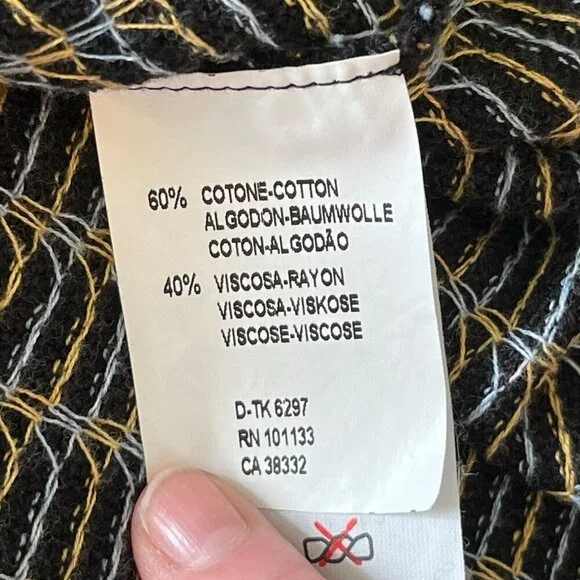 60% COTONE-COTTON
ALGODON-BAUMWOLLE
COTON-ALGODÃO
40% VISCOSA-RAYON
VISCOSA-VISKOSE
VISCOSE-VISCOSE
D-TK 6297
RN 101133
CA 38332